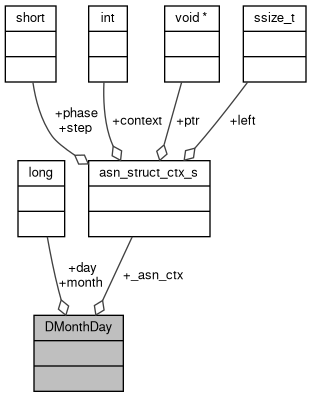 short
int
void *
ssize_t
+phase
+step
+context
+ptr
+left
long
asn_struct_ctx_s
+day
+month
+_asn_ctx
DMonthDay